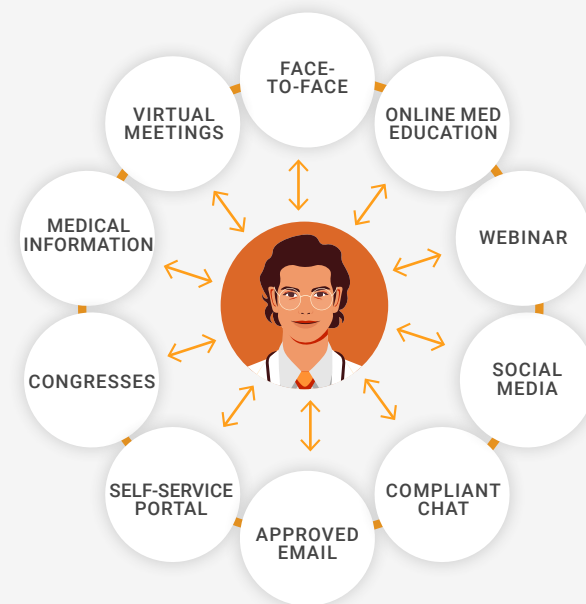 FACE-
TO-FACE
ONLINE MED
EDUCATION
WEBINAR
SOCIAL
MEDIA
COMPLIANT
CHAT
APPROVED
EMAIL
SELF-SERVICE
PORTAL
CONGRESSES
MEDICAL
INFORMATION
VIRTUAL
MEETINGS